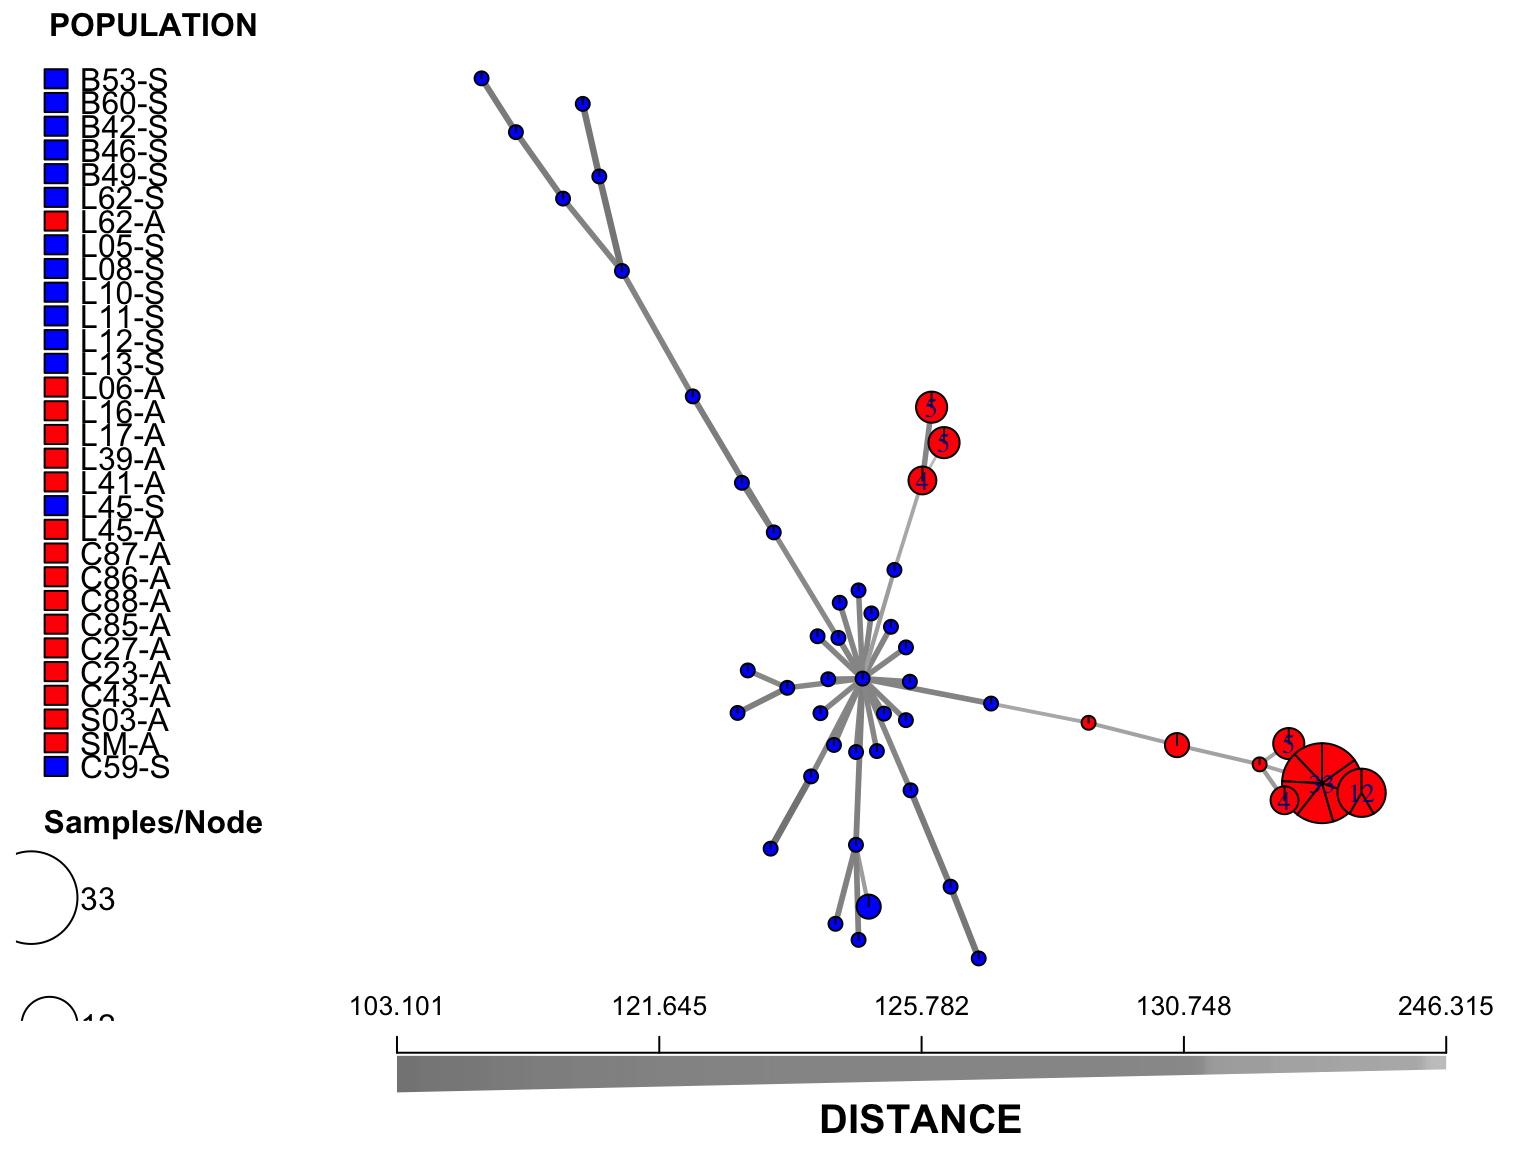 POPULATION
B53-S
B60-S
B42-S
B46-S
B49-S
L62-S
L62-A
L05-S
L08-S
L10-S
L11-S
L12-S
L13-S
L06-A
L16-A
L17-A
L39-A
L41-A
L45-S
L45-A
C87-A
C86-A
C88-A
C85-A
C27-A
C23-A
C43-A
S03-A
SM-A
C59-S
Samples/Node
33
5
5
4
5
4
12
103.101
121.645
125.782
130.748
246.315
DISTANCE